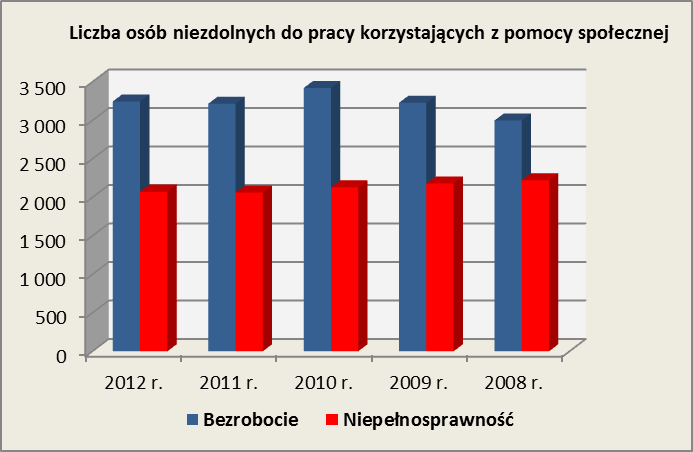 Liczba osób niezdolnych do pracy korzystających z pomocy społecznej
3 500
3 000
2 500
2 000
1 500
1 000
500
0
2012 r. 2011 r. 2010 r. 2009 r. 2008 r.
Bezrobocie Niepełnosprawność